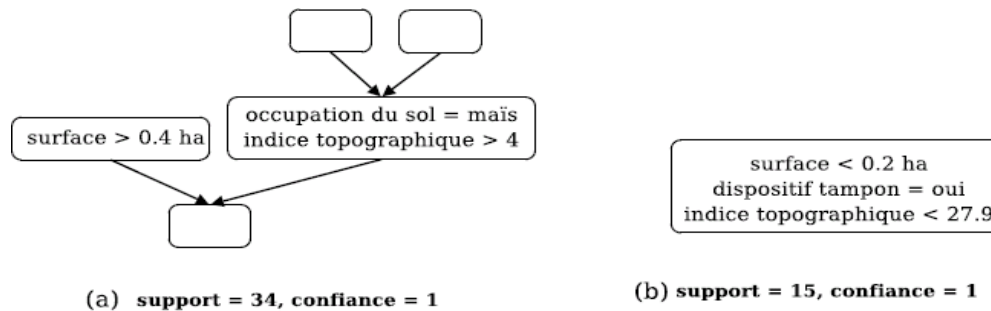 occupation du sol = maïs
indice topographique > 4
surface > 0.4 ha
(a) support = 34, confiance = 1
surface < 0.2 ha
dispositif tampon = oui
indice topographique < 27.9
(b) support = 15, confiance = 1